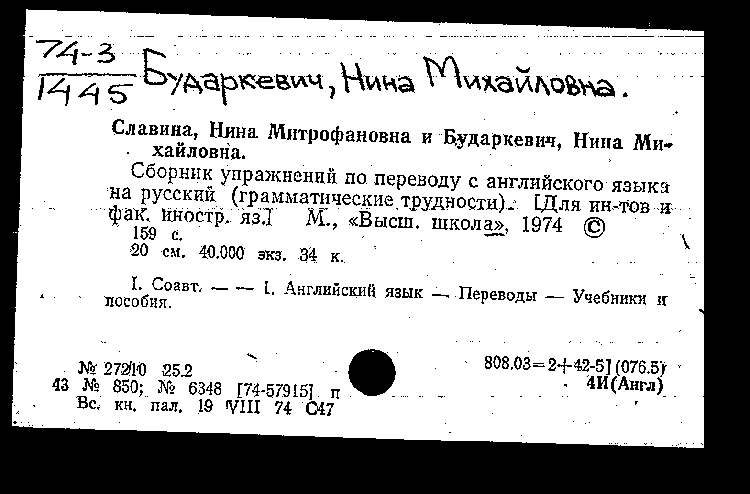 74-3
1445
Бударкевич, Нина Михайловна.
Славина, Нина Митрофановна и Бударкевич, Нина Ми-
хайловна.
Сборник упражнений по переводу с английского языка
на русский (грамматические трудности). [Для ин-тов и
фак. иностр. яз.] М., «Высш. школа», 1974 ©
159 с.
20 см. 40.000 экз. 34 к.
I. Соавт. — — 1. Английский язык — Переводы — Учебники и
пособия.
№ 272/10 25.2
808.03=2+42-5] (076.5)
43 № 850; № 6348 [74-57915] п
4И(Англ)
Вс. кн. пал. 19 VIII 74 С47